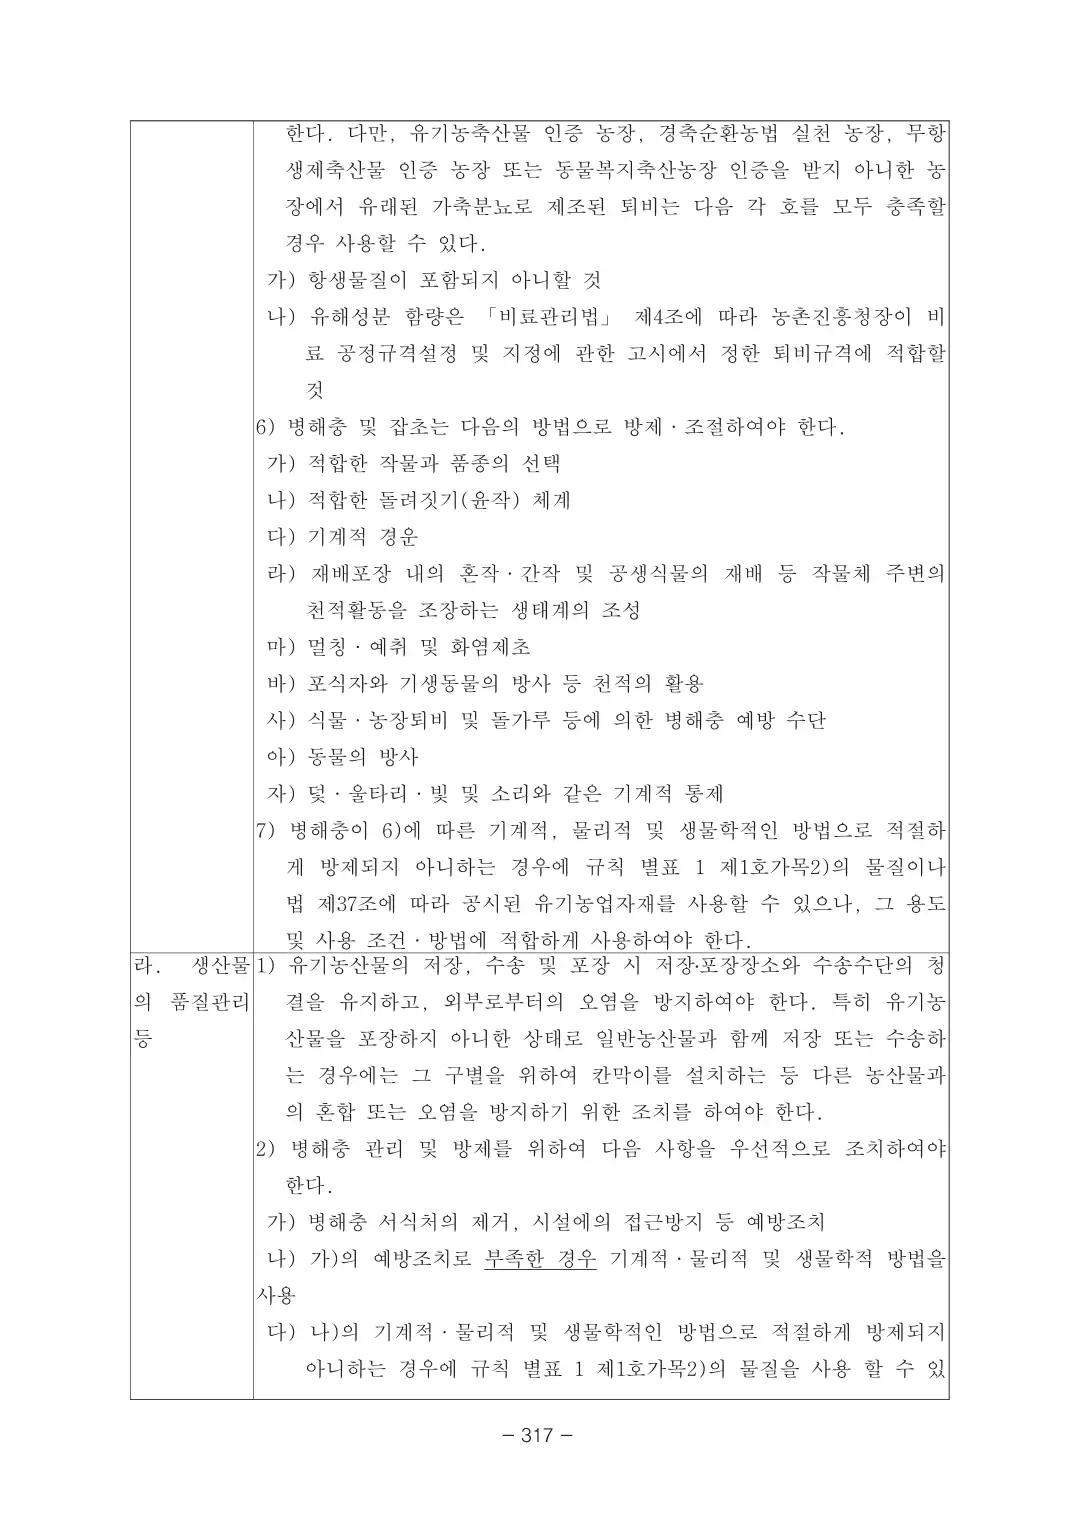 한다. 다만, 유기농축산물 인증 농장, 경축순환농법 실천 농장, 무항
생제축산물 인증 농장 또는 동물복지축산농장 인증을 받지 아니한 농
장에서 유래된 가축분뇨로 제조된 퇴비는 다음 각 호를 모두 충족할
경우 사용할 수 있다.
가) 항생물질이 포함되지 아니할 것
나) 유해성분 함량은 「비료관리법」 제4조에 따라 농촌진흥청장이 비
료 공정규격설정 및 지정에 관한 고시에서 정한 퇴비규격에 적합할
것
6) 병해충 및 잡초는 다음의 방법으로 방제·조절하여야 한다.
가) 적합한 작물과 품종의 선택
나) 적합한 돌려짓기(윤작) 체계
다) 기계적 경운
라) 재배포장 내의 혼작·간작 및 공생식물의 재배 등 작물체 주변의
천적활동을 조장하는 생태계의 조성
마) 멀칭·예취 및 화염제초
바) 포식자와 기생동물의 방사 등 천적의 활용
사) 식물·농장퇴비 및 돌가루 등에 의한 병해충 예방 수단
아) 동물의 방사
자) 덫·울타리·빛 및 소리와 같은 기계적 통제
7) 병해충이 6)에 따른 기계적, 물리적 및 생물학적인 방법으로 적절하
게 방제되지 아니하는 경우에 규칙 별표 1 제1호가목2)의 물질이나
법 제37조에 따라 공시된 유기농업자재를 사용할 수 있으나, 그 용도
및 사용 조건·방법에 적합하게 사용하여야 한다.
라. 생산물
의 품질관리
등
1) 유기농산물의 저장, 수송 및 포장 시 저장·포장장소와 수송수단의 청
결을 유지하고, 외부로부터의 오염을 방지하여야 한다. 특히 유기농
산물을 포장하지 아니한 상태로 일반농산물과 함께 저장 또는 수송하
는 경우에는 그 구별을 위하여 칸막이를 설치하는 등 다른 농산물과
의 혼합 또는 오염을 방지하기 위한 조치를 하여야 한다.
2) 병해충 관리 및 방제를 위하여 다음 사항을 우선적으로 조치하여야
한다.
가) 병해충 서식처의 제거, 시설에의 접근방지 등 예방조치
나) 가)의 예방조치로 부족한 경우 기계적·물리적 및 생물학적 방법을
사용
다) 나)의 기계적·물리적 및 생물학적인 방법으로 적절하게 방제되지
아니하는 경우에 규칙 별표 1 제1호가목2)의 물질을 사용 할 수 있
- 317 -